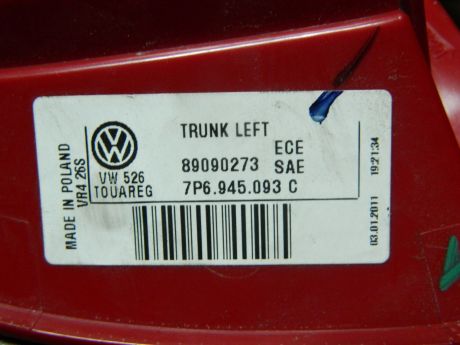 MADE IN POLAND
VR4 26S
VW 526
TOUAREG
TRUNK LEFT
ECE
89090273 SAE
7P6.945.093 C
03.01.2011 19:21:34